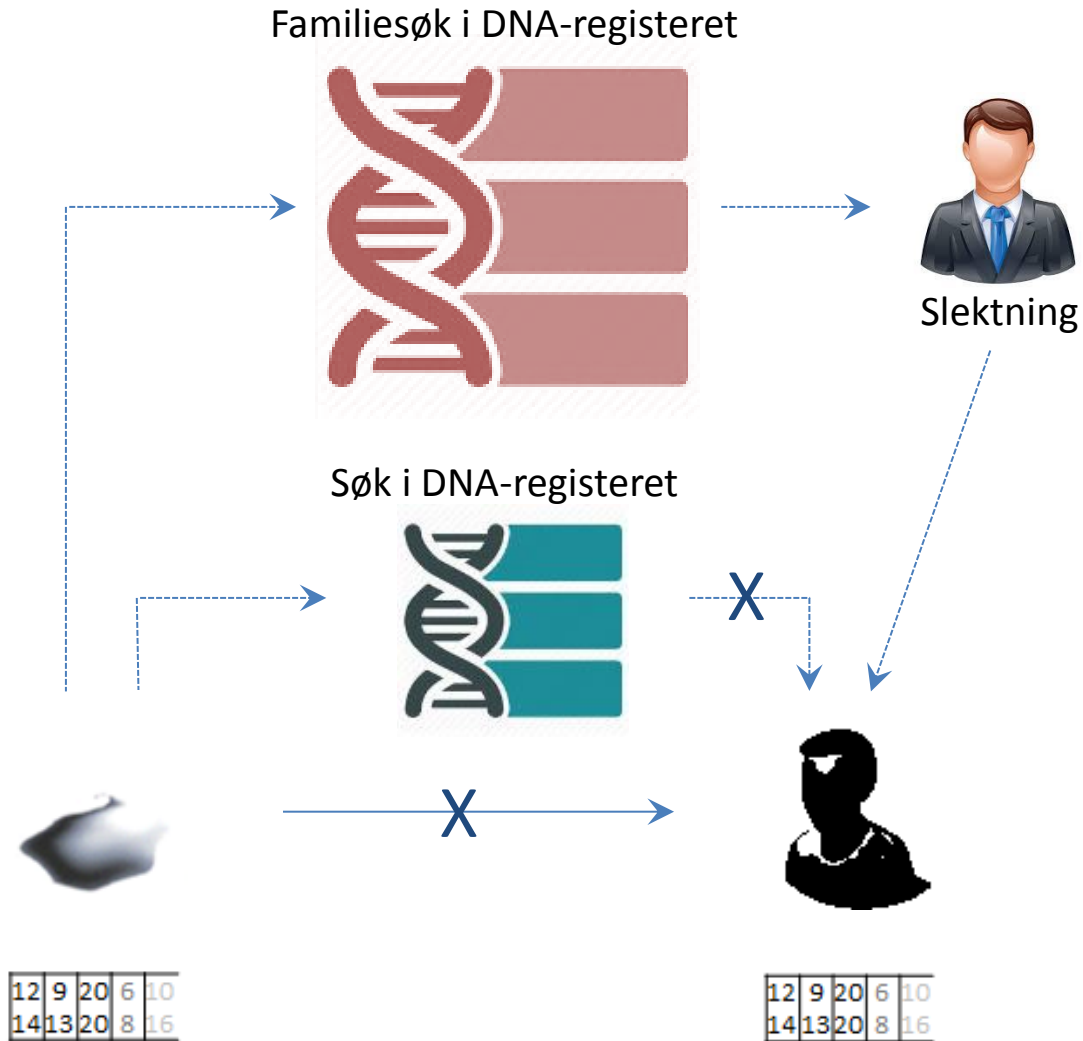 Familiesøk i DNA-registeret
Slektning
Søk i DNA-registeret
X
X
12 9 20 6 10
14 13 20 8 16
12 9 20 6 10
14 13 20 8 16